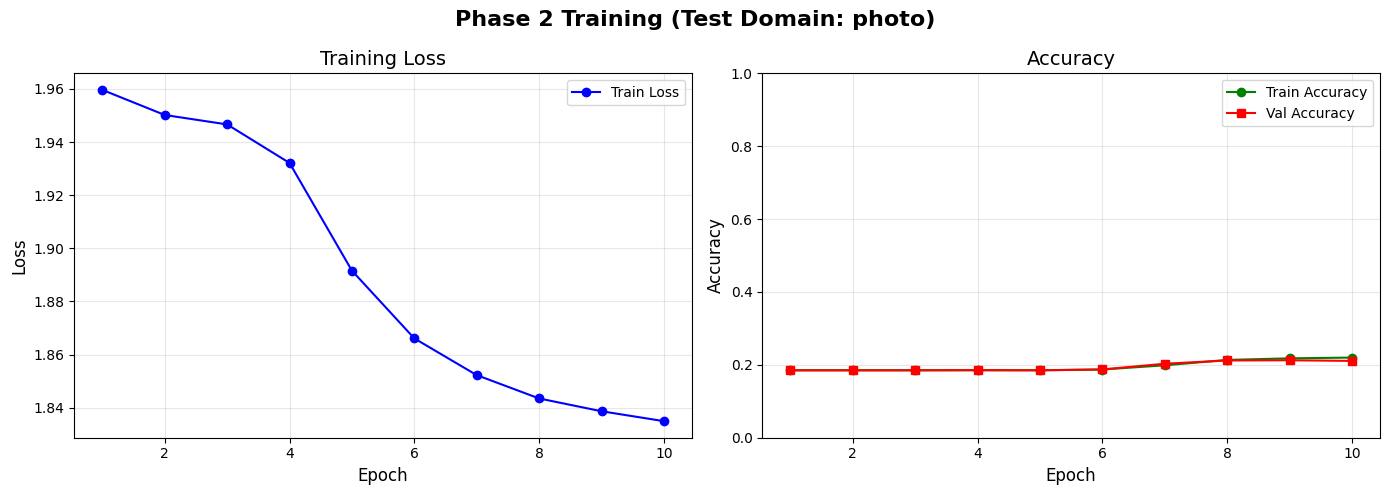 Phase 2 Training (Test Domain: photo)
Training Loss
Train Loss
1.96
1.94
1.92
1.90
1.88
1.86
1.84
Loss
2
4
6
8
10
Epoch
Accuracy
Train Accuracy
Val Accuracy
1.0
0.8
0.6
0.4
0.2
0.0
Accuracy
2
4
6
8
10
Epoch